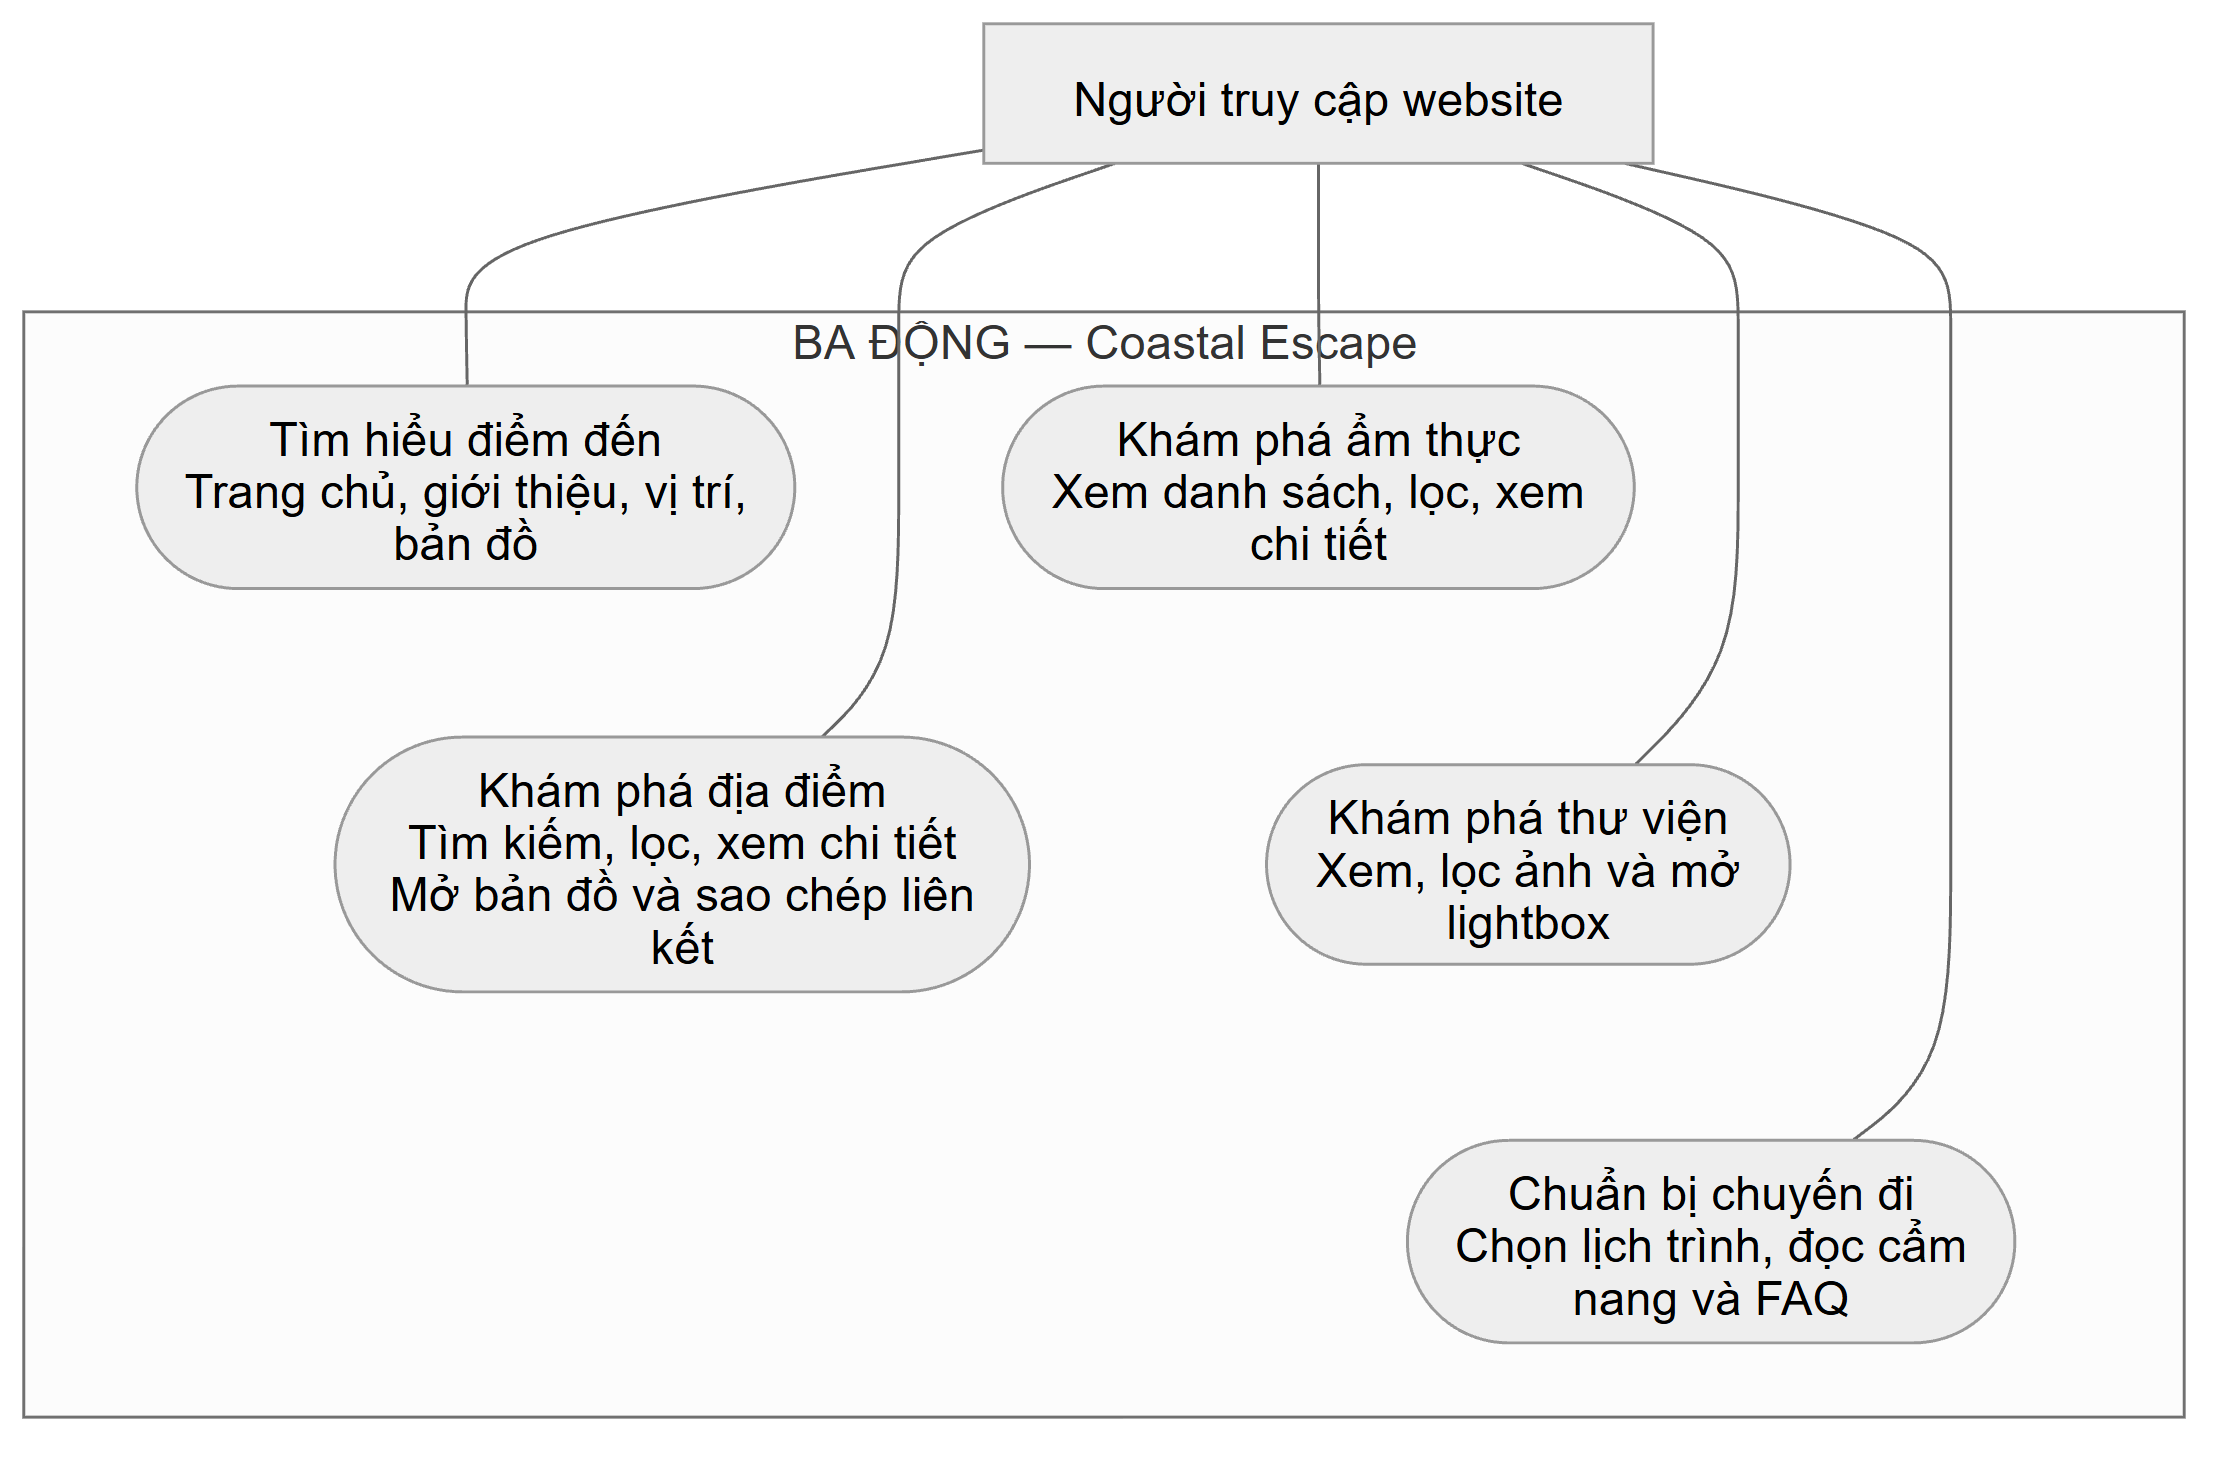 Người truy cập website
BA ĐỘNG — Coastal Escape
Tìm hiểu điểm đến
Trang chủ, giới thiệu, vị trí,
bản đồ
Khám phá ẩm thực
Xem danh sách, lọc, xem
chi tiết
Khám phá địa điểm
Tìm kiếm, lọc, xem chi tiết
Mở bản đồ và sao chép liên
kết
Khám phá thư viện
Xem, lọc ảnh và mở
lightbox
Chuẩn bị chuyến đi
Chọn lịch trình, đọc cẩm
nang và FAQ